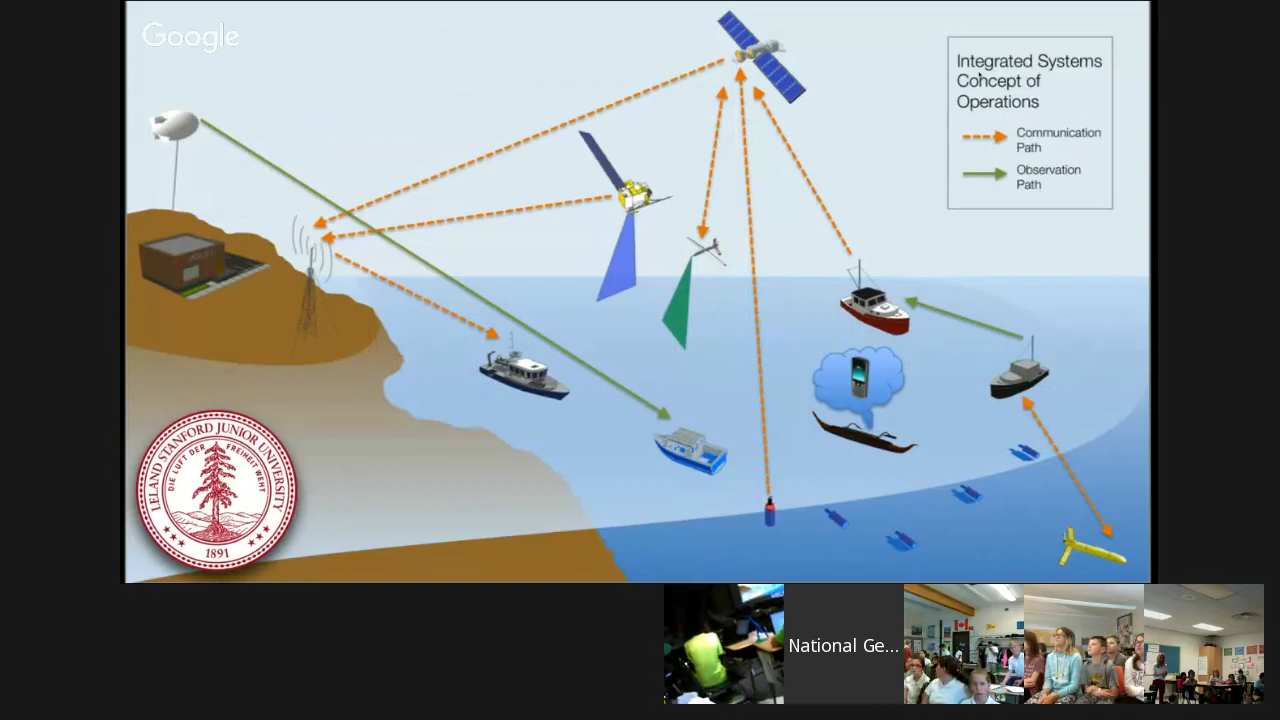 Google
Integrated Systems
Concept of
Operations
Communication
Path
Observation
Path
LELAND STANFORD JUNIOR UNIVERSITY
DIE LUFT DER FREIHEIT WEHT
1891
National Ge...